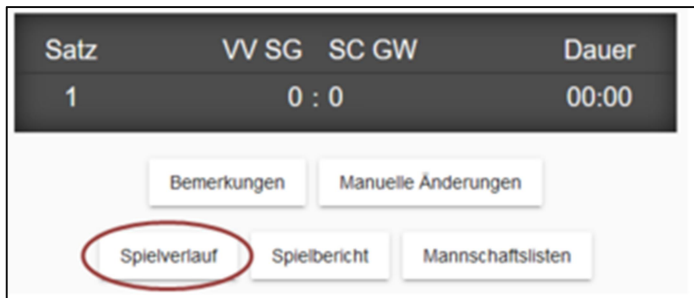 Satz VV SG SC GW Dauer
1 0 : 0 00:00
Bemerkungen Manuelle Änderungen
Spielverlauf Spielbericht Mannschaftslisten